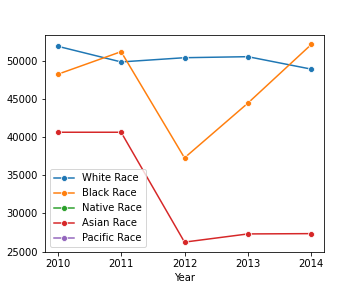 50000
45000
40000
35000
30000
25000
White Race
Black Race
Native Race
Asian Race
Pacific Race
2010 2011 2012 2013 2014
Year